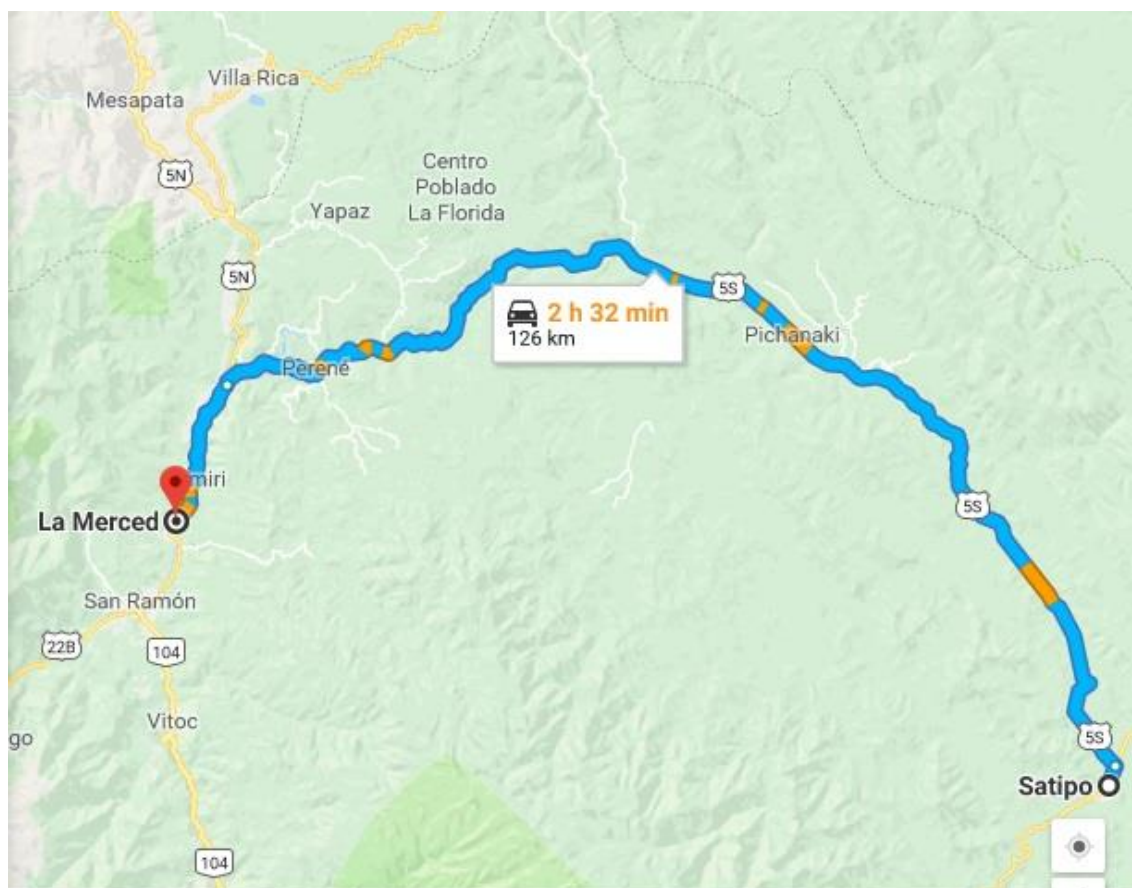 Villa Rica
Mesapata
Centro
Poblado
La Florida
5N
Yapaz
5N
5S
2 h 32 min
126 km
Pichanaki
Perené
miri
La Merced
5S
San Ramón
22B
104
Vitoc
go
5S
Satipo
104